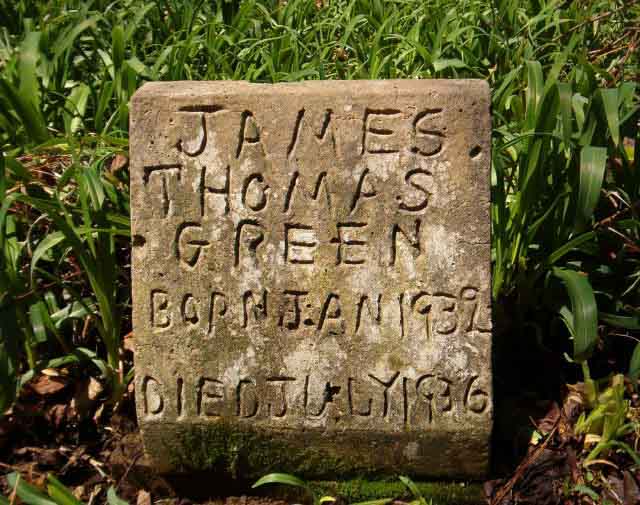 JAMES.
THOMAS
GREEN
BORN JAN 1932
DIED JULY 1936